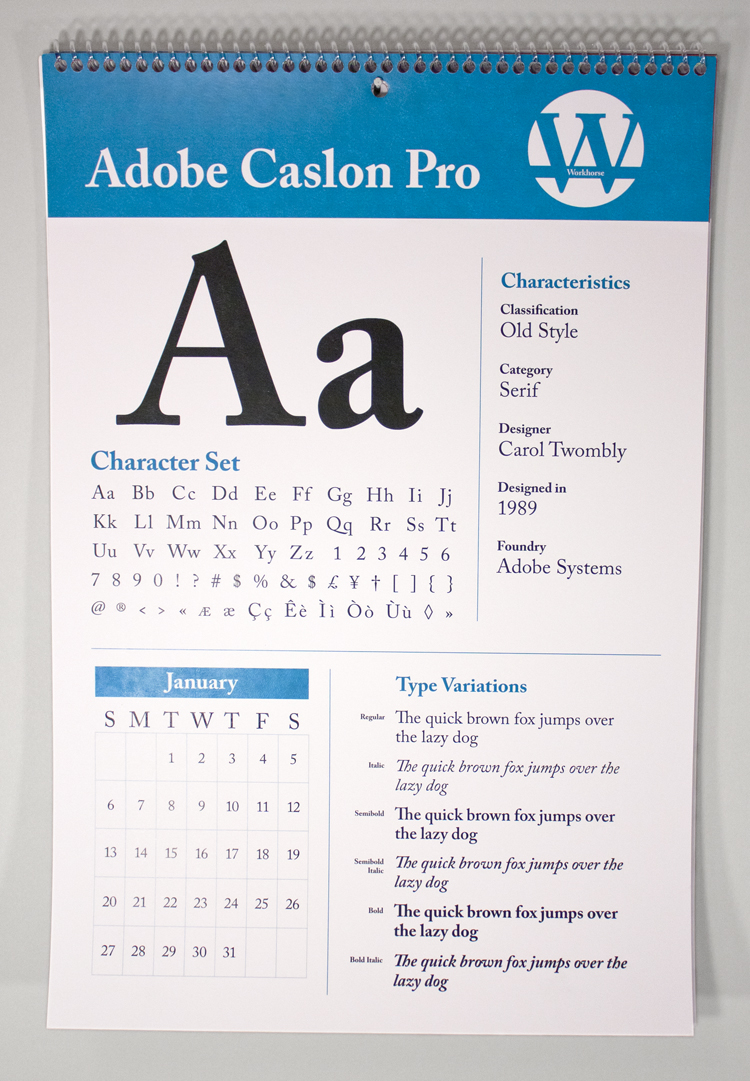 Adobe Caslon Pro
W
Workhorse
Aa
Character Set
Aa Bb Cc Dd Ee Ff Gg Hh Ii Jj
Kk Ll Mm Nn Oo Pp Qq Rr Ss Tt
Uu Vv Ww Xx Yy Zz 1 2 3 4 5 6
7 8 9 0 ! ? # $ % & $ £ ¥ † [ ] { }
@ ® < > « Æ æ Çç Êè Ìì Òò Ùù ◊ »
Characteristics
Classification
Old Style
Category
Serif
Designer
Carol Twombly
Designed in
1989
Foundry
Adobe Systems
January
S M T W T F S
1 2 3 4 5
6 7 8 9 10 11 12
13 14 15 16 17 18 19
20 21 22 23 24 25 26
27 28 29 30 31
Type Variations
Regular
The quick brown fox jumps over
the lazy dog
Italic
The quick brown fox jumps over the
lazy dog
Semibold
The quick brown fox jumps over
the lazy dog
Semibold
Italic
The quick brown fox jumps over the
lazy dog
Bold
The quick brown fox jumps over
the lazy dog
Bold Italic
The quick brown fox jumps over the
lazy dog